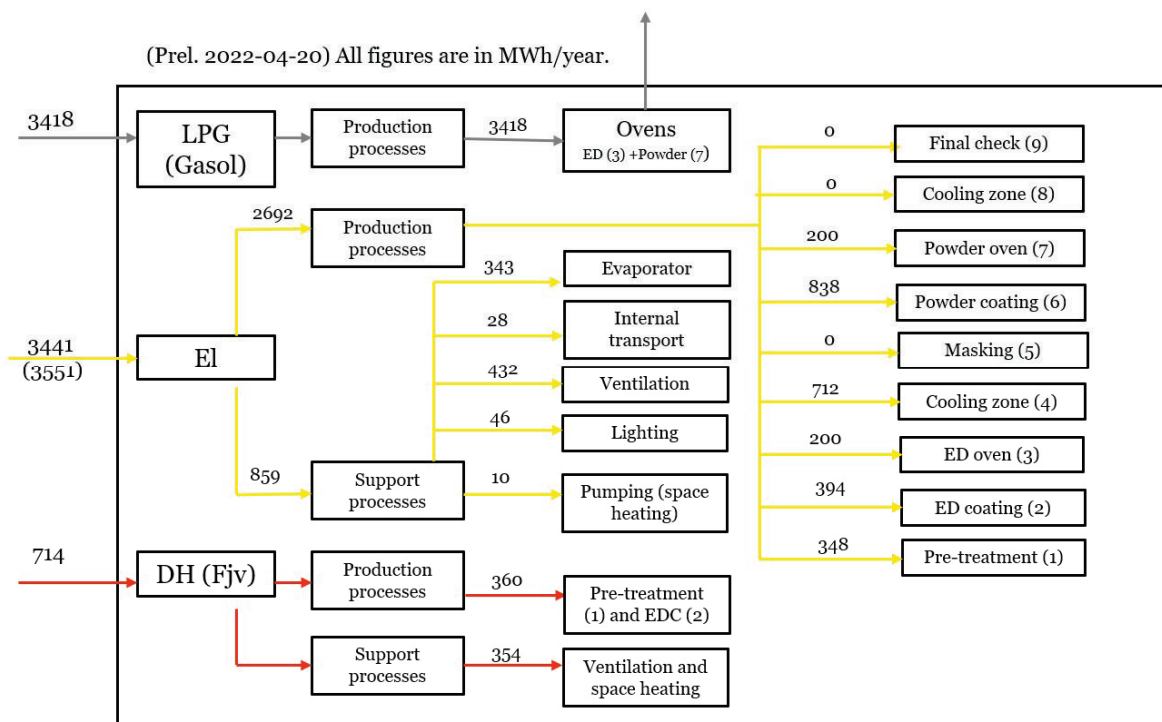 (Prel. 2022-04-20) All figures are in MWh/year.
3418
LPG
(Gasol)
Production
processes
3418
Ovens
ED (3) +Powder (7)
0
Final check (9)
0
Cooling zone (8)
2692
Production
processes
200
Powder oven (7)
343
Evaporator
838
Powder coating (6)
28
Internal
transport
0
Masking (5)
3441
(3551)
El
432
Ventilation
712
Cooling zone (4)
46
Lighting
200
ED oven (3)
859
Support
processes
10
Pumping (space
heating)
394
ED coating (2)
348
Pre-treatment (1)
714
DH (Fjv)
Production
processes
360
Pre-treatment
(1) and EDC (2)
Support
processes
354
Ventilation and
space heating